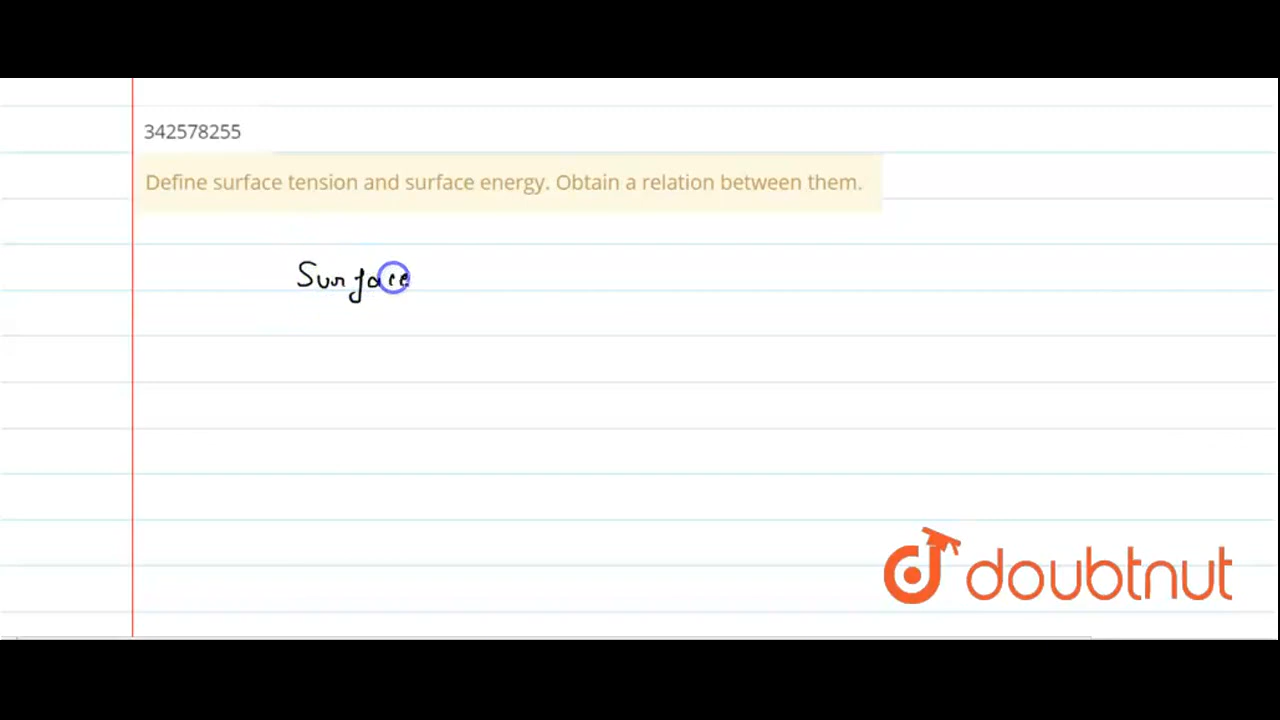 342578255
Define surface tension and surface energy. Obtain a relation between them.
Surface
doubtnut